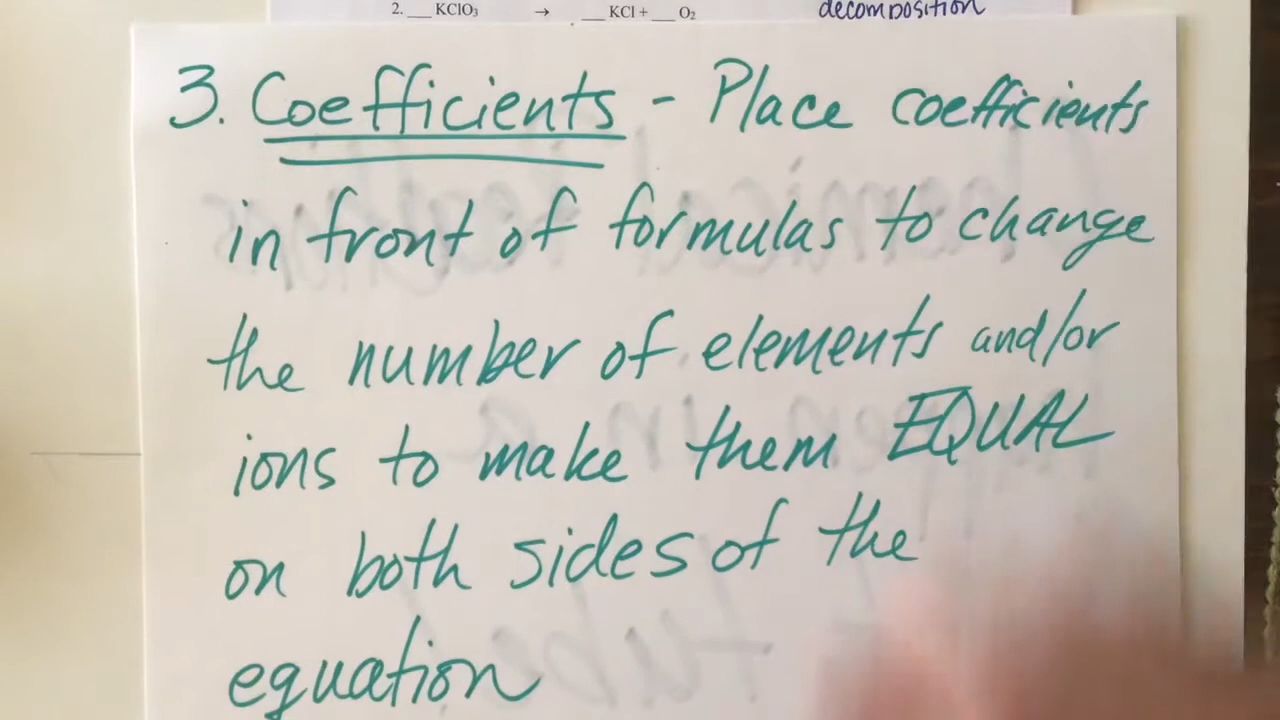 2. ___ KClO₃ → ___ KCl + ___ O₂ decomposition
3. Coefficients - Place coefficients
in front of formulas to change
the number of elements and/or
ions to make them EQUAL
on both sides of the
equation